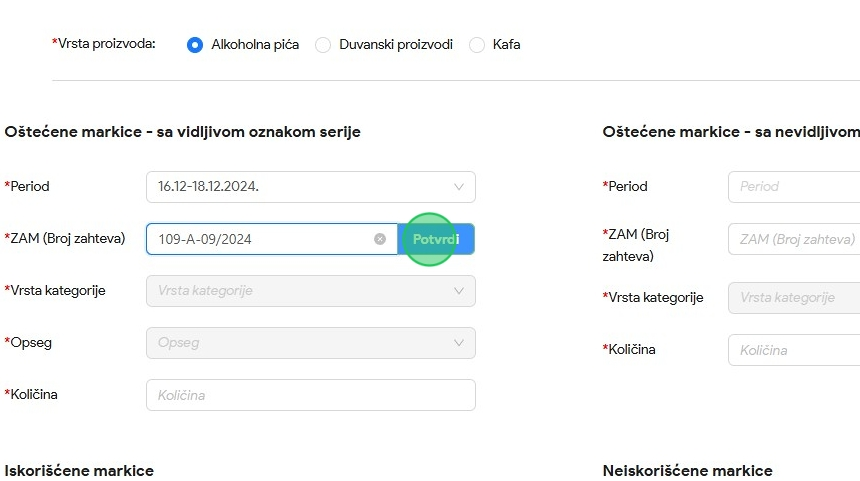 *Vrsta proizvoda: Alkoholna pića Duvanski proizvodi Kafa
Oštećene markice - sa vidljivom oznakom serije
*Period 16.12-18.12.2024.
*ZAM (Broj zahteva) 109-A-09/2024 Potvrdi
*Vrsta kategorije Vrsta kategorije
*Opseg Opseg
*Količina Količina
Iskorišćene markice
Oštećene markice - sa nevidljivom
*Period Period
*ZAM (Broj
zahteva) ZAM (Broj zahteva)
*Vrsta kategorije Vrsta kategorije
*Količina Količina
Neiskorišćene markice